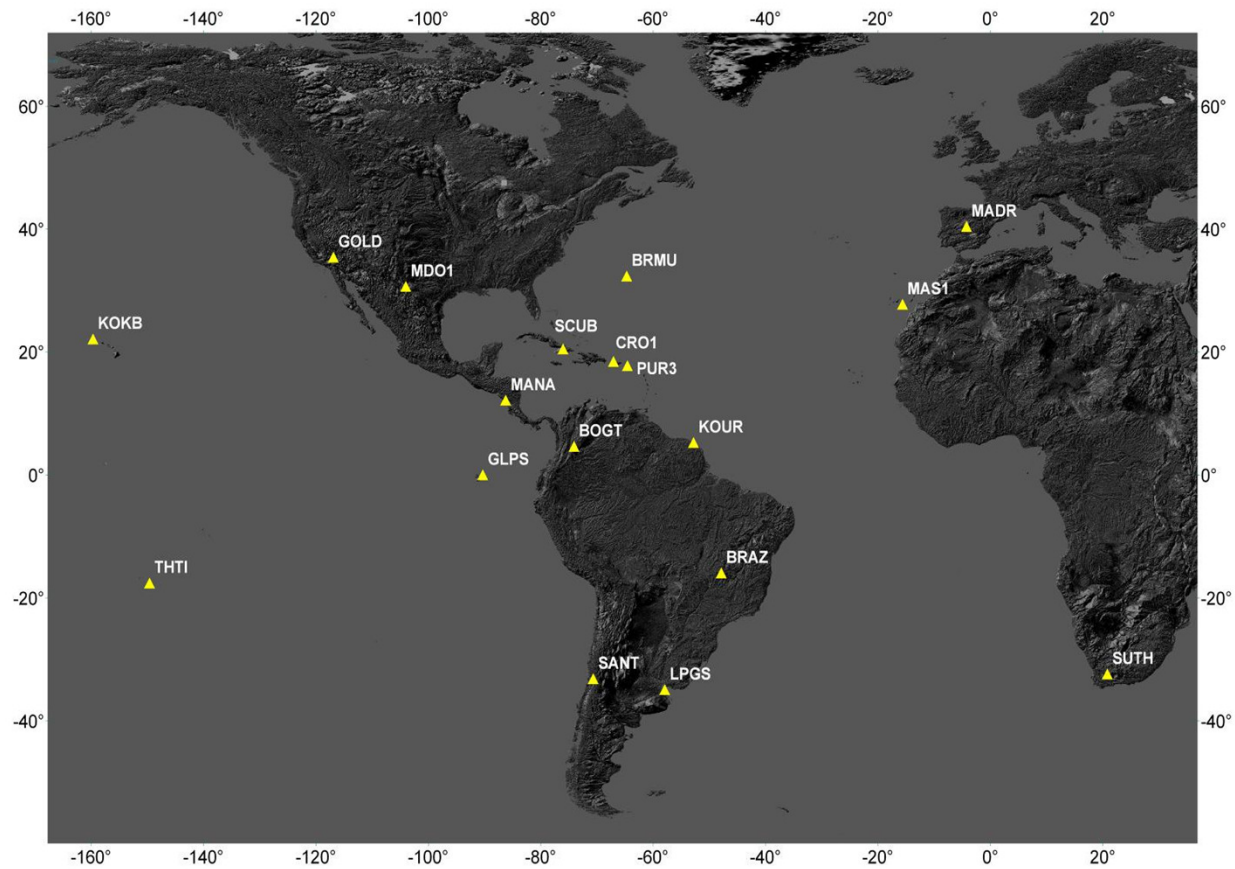 -160° -140° -120° -100° -80° -60° -40° -20° 0° 20°
60° 60°
MADR
40° 40°
GOLD
BRMU
MDO1
MAS1
KOKB
SCUB
CRO1
20° 20°
PUR3
MANA
KOUR
BOGT
GLPS
0° 0°
BRAZ
THTI
-20° -20°
SANT
SUTH
LPGS
-40° -40°
-160° -140° -120° -100° -80° -60° -40° -20° 0° 20°